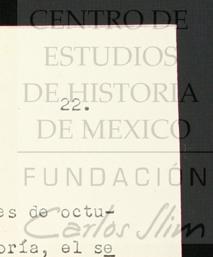 CENTRO DE
ESTUDIOS
DE HISTORIA
22.
DE MEXICO
FUNDACIÓN
es de octu-
Carlos Slim
oría, el se